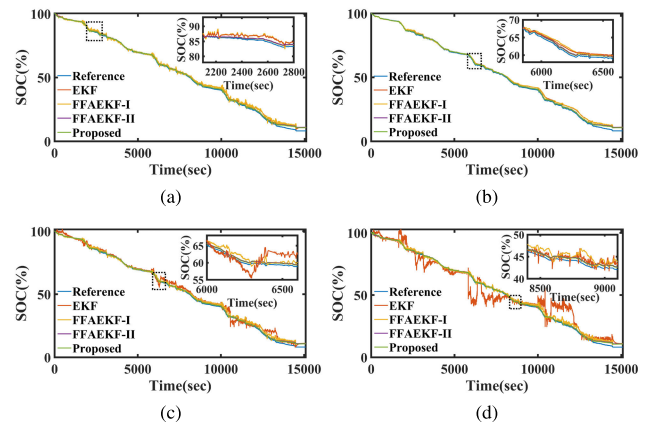 100
50
0
SOC(%)
0
5000
10000
15000
Time(sec)
Reference
EKF
FFAEKF-I
FFAEKF-II
Proposed
SOC(%)
95
90
85
80
2200
2400
2600
2800
Time(sec)
(a)
100
50
0
SOC(%)
0
5000
10000
15000
Time(sec)
Reference
EKF
FFAEKF-I
FFAEKF-II
Proposed
SOC(%)
70
65
60
6000
6500
Time(sec)
(b)
100
50
0
SOC(%)
0
5000
10000
15000
Time(sec)
Reference
EKF
FFAEKF-I
FFAEKF-II
Proposed
SOC(%)
65
60
55
6000
6500
Time(sec)
(c)
100
50
0
SOC(%)
0
5000
10000
15000
Time(sec)
Reference
EKF
FFAEKF-I
FFAEKF-II
Proposed
SOC(%)
50
45
40
8500
9000
Time(sec)
(d)